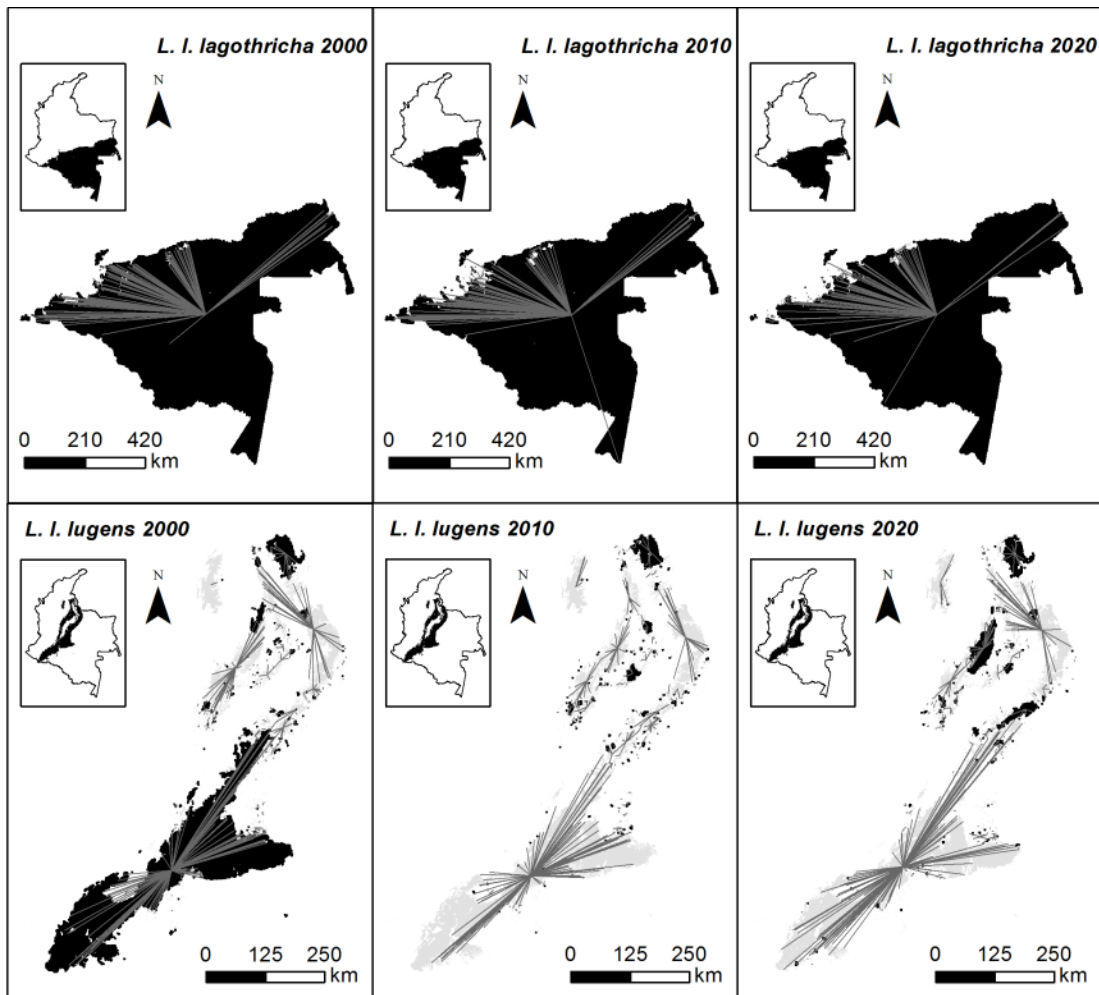 L. l. lagothricha 2000
N
0 210 420
km
L. l. lagothricha 2010
N
0 210 420
km
L. l. lagothricha 2020
N
0 210 420
km
L. l. lugens 2000
N
0 125 250
km
L. l. lugens 2010
N
0 125 250
km
L. l. lugens 2020
N
0 125 250
km